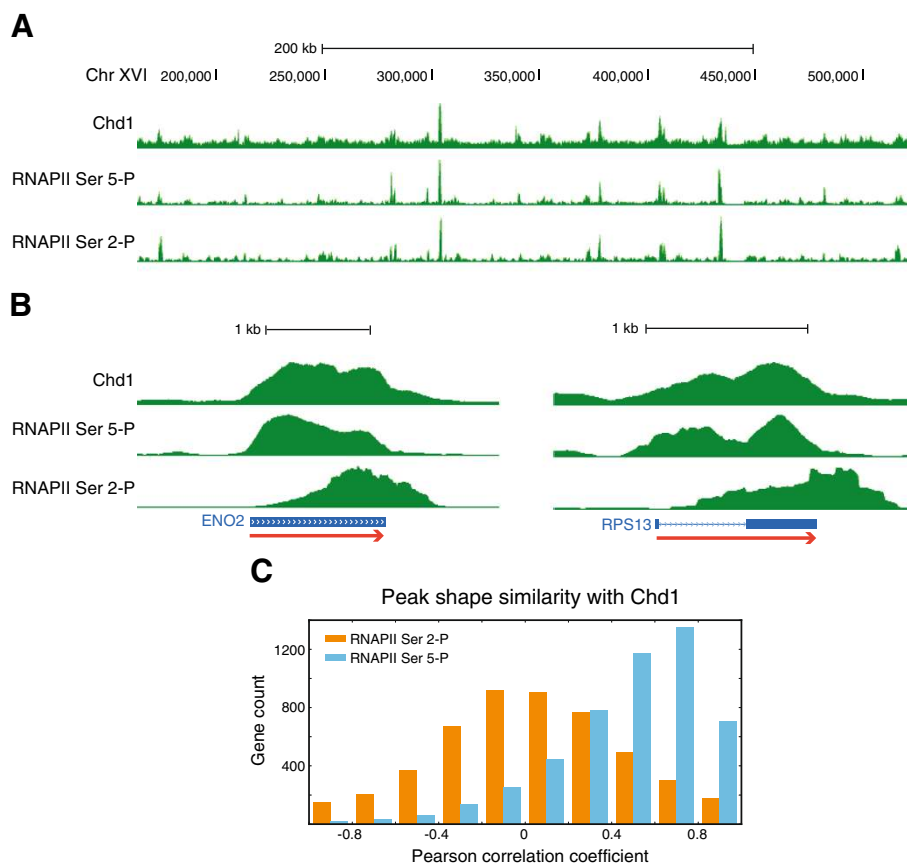 A
200 kb
Chr XVI 200,000 250,000 300,000 350,000 400,000 450,000 500,000
Chd1
RNAPII Ser 5-P
RNAPII Ser 2-P
B
1 kb 1 kb
Chd1
RNAPII Ser 5-P
RNAPII Ser 2-P
ENO2 RPS13
C
Peak shape similarity with Chd1
RNAPII Ser 2-P
RNAPII Ser 5-P
1200
800
400
Gene count
-0.8 -0.4 0 0.4 0.8
Pearson correlation coefficient